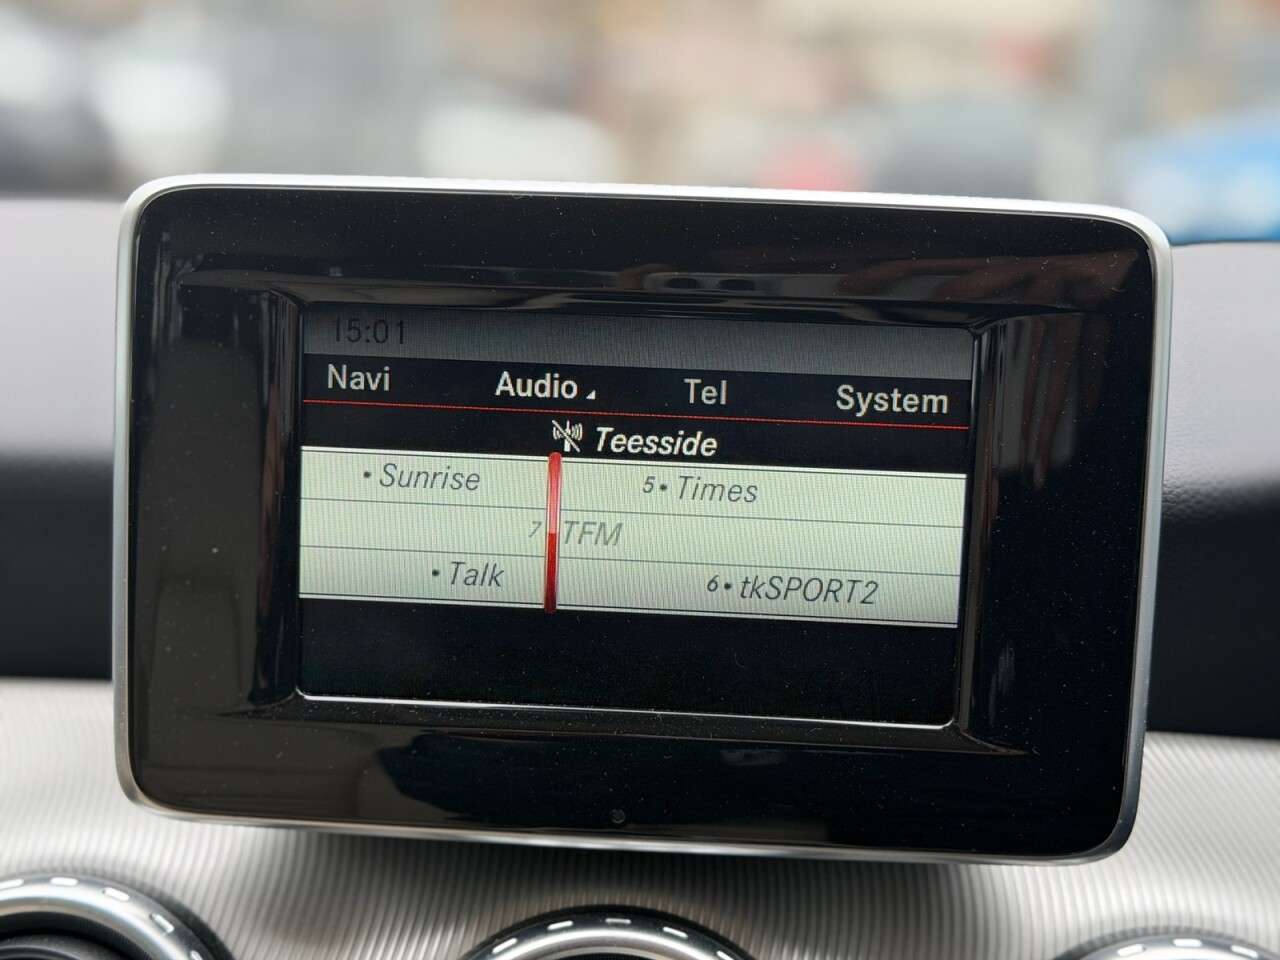 15:01
Navi Audio Tel System
Teesside
• Sunrise 5• Times
7 TFM
• Talk 6• tkSPORT2